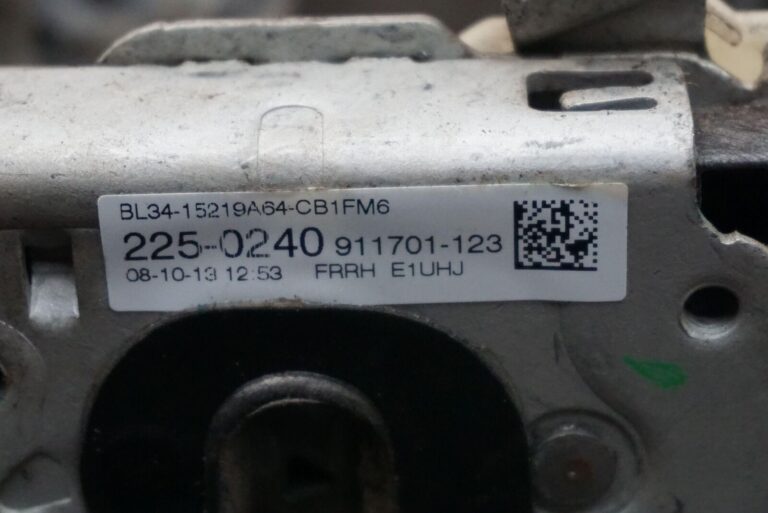 BL34-15219A64-CB1FM6
225-0240 911701-123
08-10-13 12:53 FRRH E1UHJ